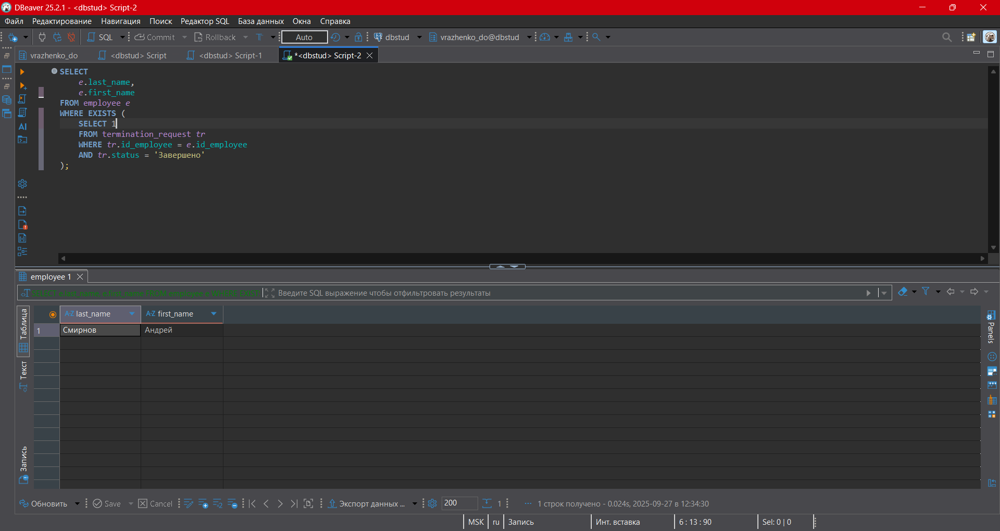 DBeaver 25.2.1 - <dbstud> Script-2
Файл Редактирование Навигация Поиск Редактор SQL База данных Окна Справка
SQL Commit Rollback T Auto dbstud vrazhenko_do@dbstud
vrazhenko_do <dbstud> Script <dbstud> Script-1 *<dbstud> Script-2
SELECT
e.last_name,
e.first_name
FROM employee e
WHERE EXISTS (
SELECT 1
FROM termination_request tr
WHERE tr.id_employee = e.id_employee
AND tr.status = 'Завершено'
);
AI
employee 1
SELECT e.last_name, e.first_name FROM employee e WHERE EXIST Введите SQL выражение чтобы отфильтровать результаты
A-Z last_name A-Z first_name
1 Смирнов Андрей
Таблица
Текст
Запись
Panels
Обновить Save Cancel Экспорт данных ... 200 1 ... 1 строк получено - 0.024s, 2025-09-27 в 12:34:30
MSK ru Запись Инт. вставка 6 : 13 : 90 Sel: 0 | 0